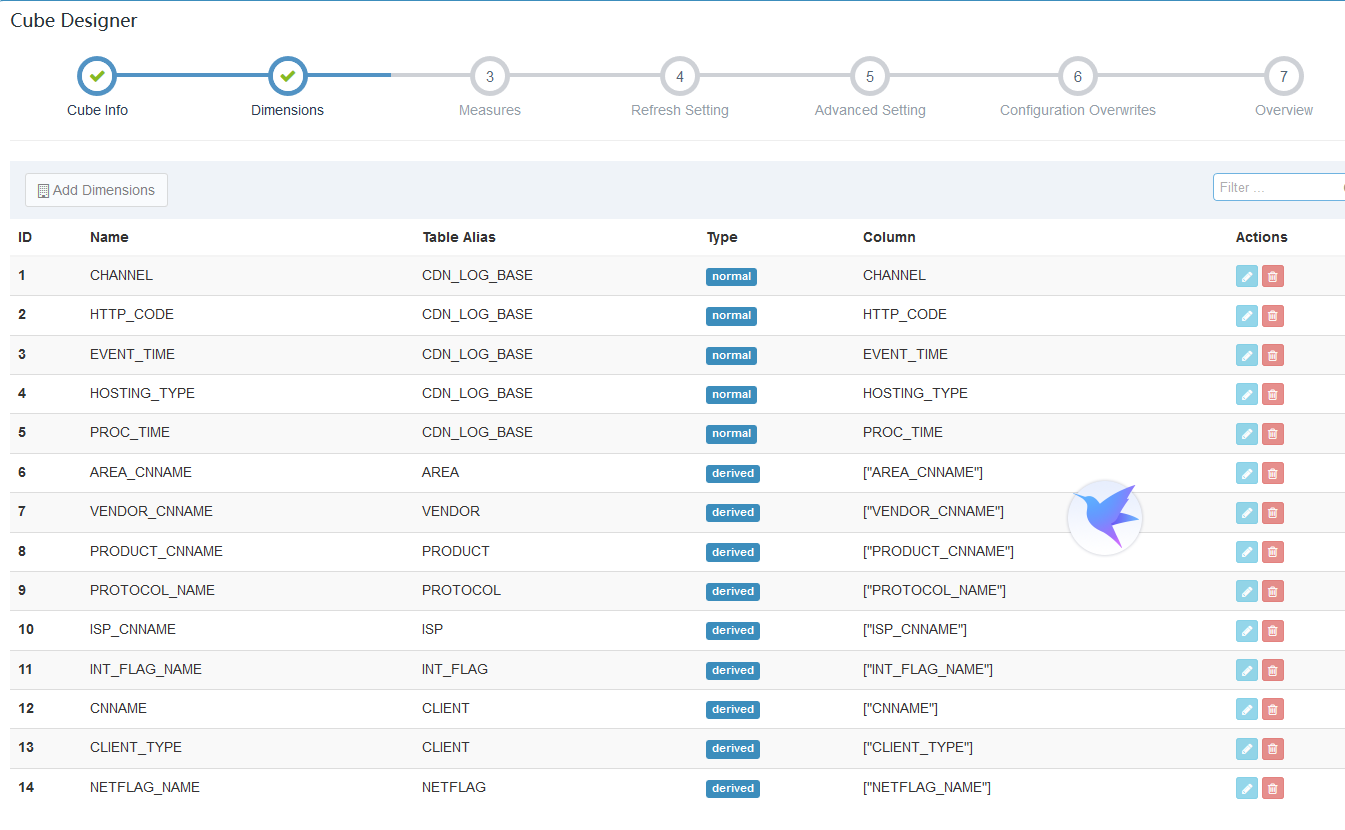 Cube Designer
3 4 5 6 7
Cube Info Dimensions Measures Refresh Setting Advanced Setting Configuration Overwrites Overview
Add Dimensions Filter ...
ID Name Table Alias Type Column Actions
1 CHANNEL CDN_LOG_BASE normal CHANNEL
2 HTTP_CODE CDN_LOG_BASE normal HTTP_CODE
3 EVENT_TIME CDN_LOG_BASE normal EVENT_TIME
4 HOSTING_TYPE CDN_LOG_BASE normal HOSTING_TYPE
5 PROC_TIME CDN_LOG_BASE normal PROC_TIME
6 AREA_CNNAME AREA derived ["AREA_CNNAME"]
7 VENDOR_CNNAME VENDOR derived ["VENDOR_CNNAME"]
8 PRODUCT_CNNAME PRODUCT derived ["PRODUCT_CNNAME"]
9 PROTOCOL_NAME PROTOCOL derived ["PROTOCOL_NAME"]
10 ISP_CNNAME ISP derived ["ISP_CNNAME"]
11 INT_FLAG_NAME INT_FLAG derived ["INT_FLAG_NAME"]
12 CNNAME CLIENT derived ["CNNAME"]
13 CLIENT_TYPE CLIENT derived ["CLIENT_TYPE"]
14 NETFLAG_NAME NETFLAG derived ["NETFLAG_NAME"]